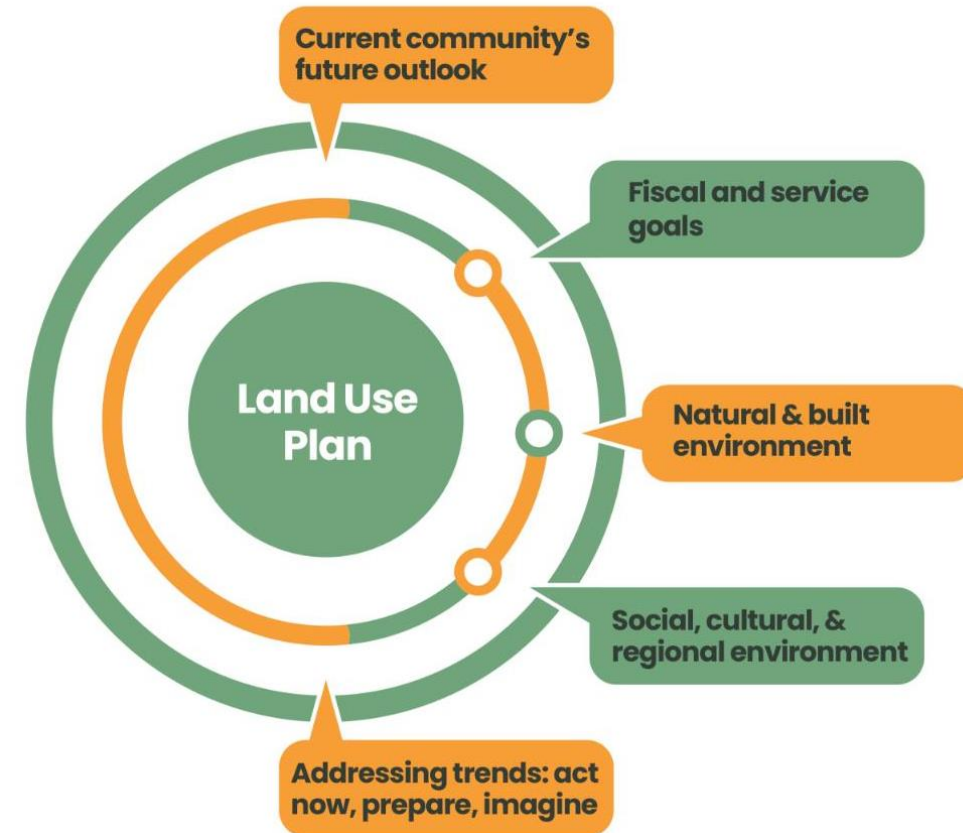 Current community's
future outlook
Fiscal and service
goals
Land Use
Plan
Natural & built
environment
Social, cultural, &
regional environment
Addressing trends: act
now, prepare, imagine